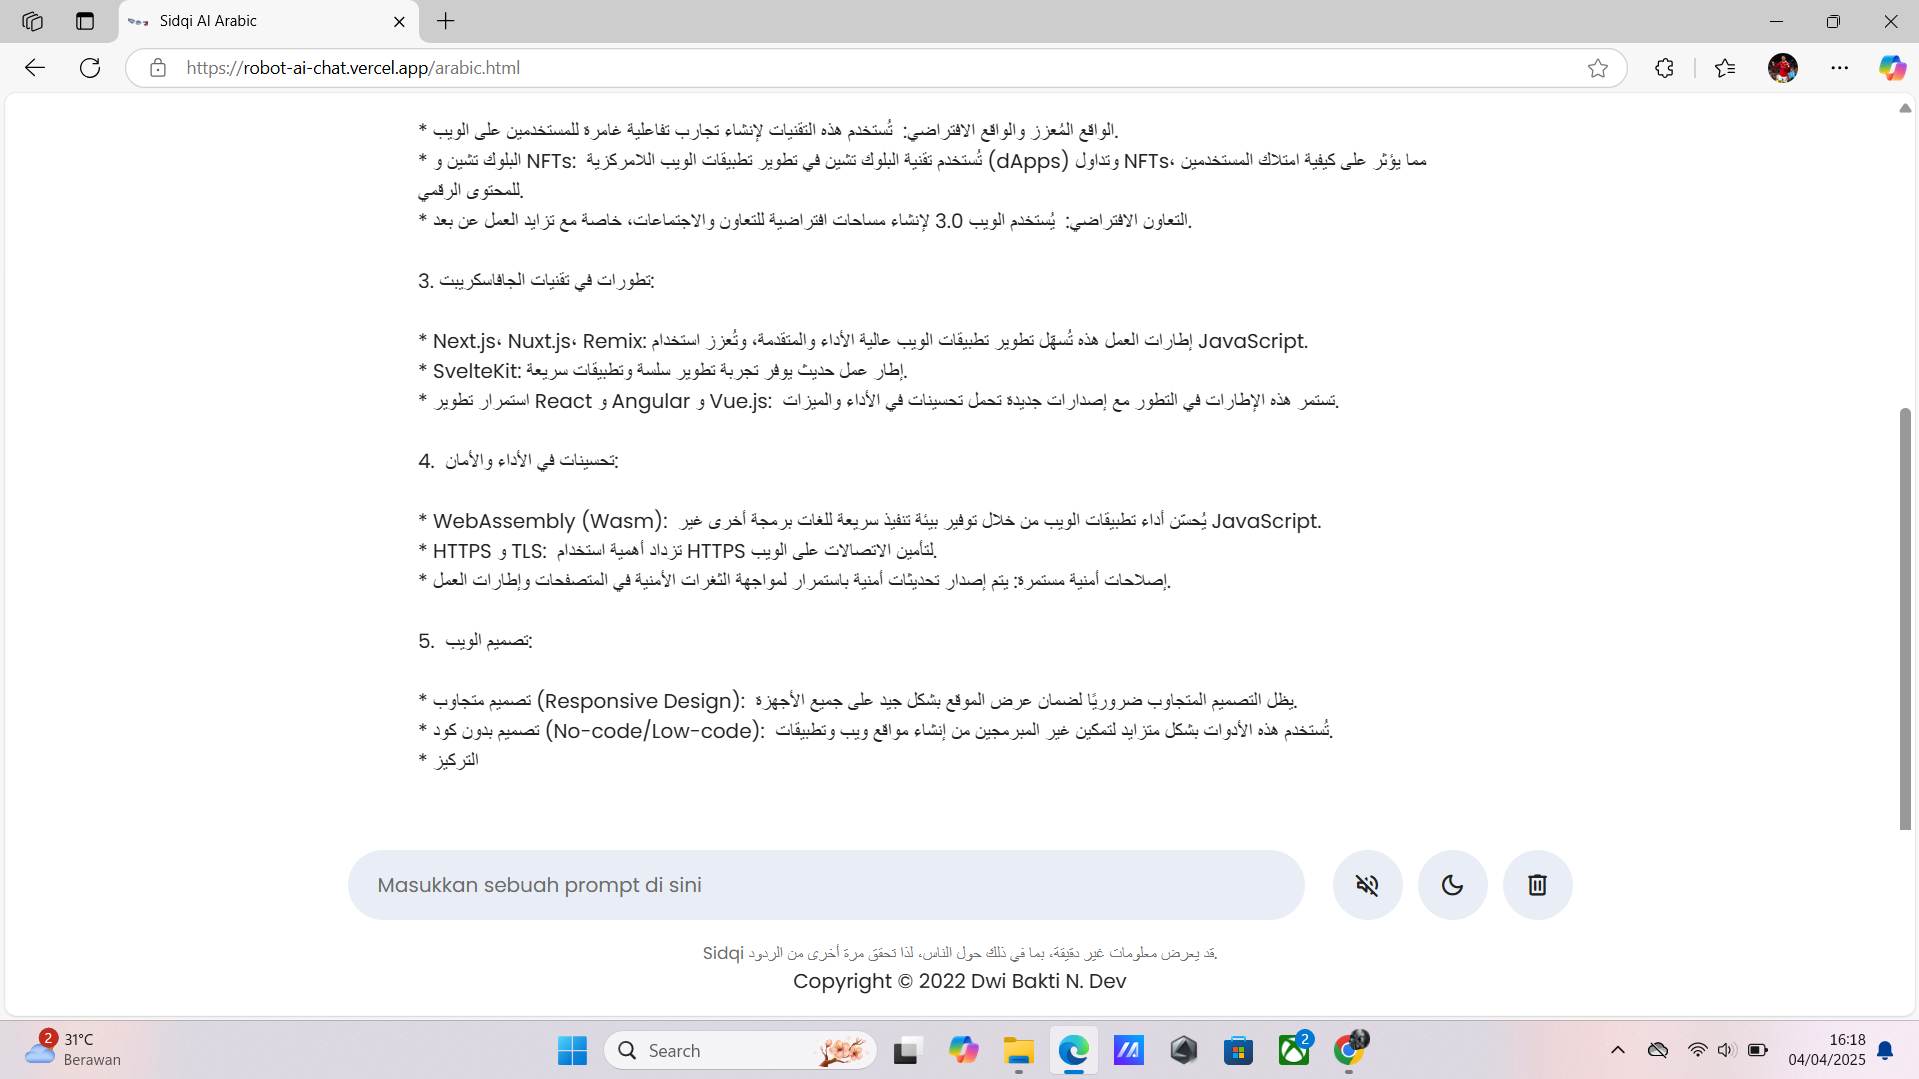 Sidqi AI Arabic
https://robot-ai-chat.vercel.app/arabic.html
* الواقع المُعزز والواقع الافتراضي: تُستخدم هذه التقنيات لإنشاء تجارب تفاعلية غامرة للمستخدمين على الويب.
* البلوك تشين و NFTs: تُستخدم تقنية البلوك تشين في تطوير تطبيقات الويب اللامركزية (dApps) وتداول NFTs، مما يؤثر على كيفية امتلاك المستخدمين
للمحتوى الرقمي.
* التعاون الافتراضي: يُستخدم الويب 3.0 لإنشاء مساحات افتراضية للتعاون والاجتماعات، خاصة مع تزايد العمل عن بعد.
3. تطورات في تقنيات الجافاسكريبت:
* Next.js، Nuxt.js، Remix: إطارات العمل هذه تُسهّل تطوير تطبيقات الويب عالية الأداء والمتقدمة، وتُعزز استخدام JavaScript.
* SvelteKit: إطار عمل حديث يوفر تجربة تطوير سلسة وتطبيقات سريعة.
* استمرار تطوير React و Angular و Vue.js: تستمر هذه الإطارات في التطور مع إصدارات جديدة تحمل تحسينات في الأداء والميزات.
4. تحسينات في الأداء والأمان:
* WebAssembly (Wasm): يُحسّن أداء تطبيقات الويب من خلال توفير بيئة تنفيذ سريعة للغات برمجة أخرى غير JavaScript.
* HTTPS و TLS: تزداد أهمية استخدام HTTPS لتأمين الاتصالات على الويب.
* إصلاحات أمنية مستمرة: يتم إصدار تحديثات أمنية باستمرار لمواجهة الثغرات الأمنية في المتصفحات وإطارات العمل.
5. تصميم الويب:
* تصميم متجاوب (Responsive Design): يظل التصميم المتجاوب ضروريًا لضمان عرض الموقع بشكل جيد على جميع الأجهزة.
* تصميم بدون كود (No-code/Low-code): تُستخدم هذه الأدوات بشكل متزايد لتمكين غير المبرمجين من إنشاء مواقع ويب وتطبيقات.
* التركيز
Masukkan sebuah prompt di sini
Sidqi قد يعرض معلومات غير دقيقة، بما في ذلك حول الناس، لذا تحقق مرة أخرى من الردود.
Copyright © 2022 Dwi Bakti N. Dev
2
31°C
Berawan
Search
2
16:18
04/04/2025